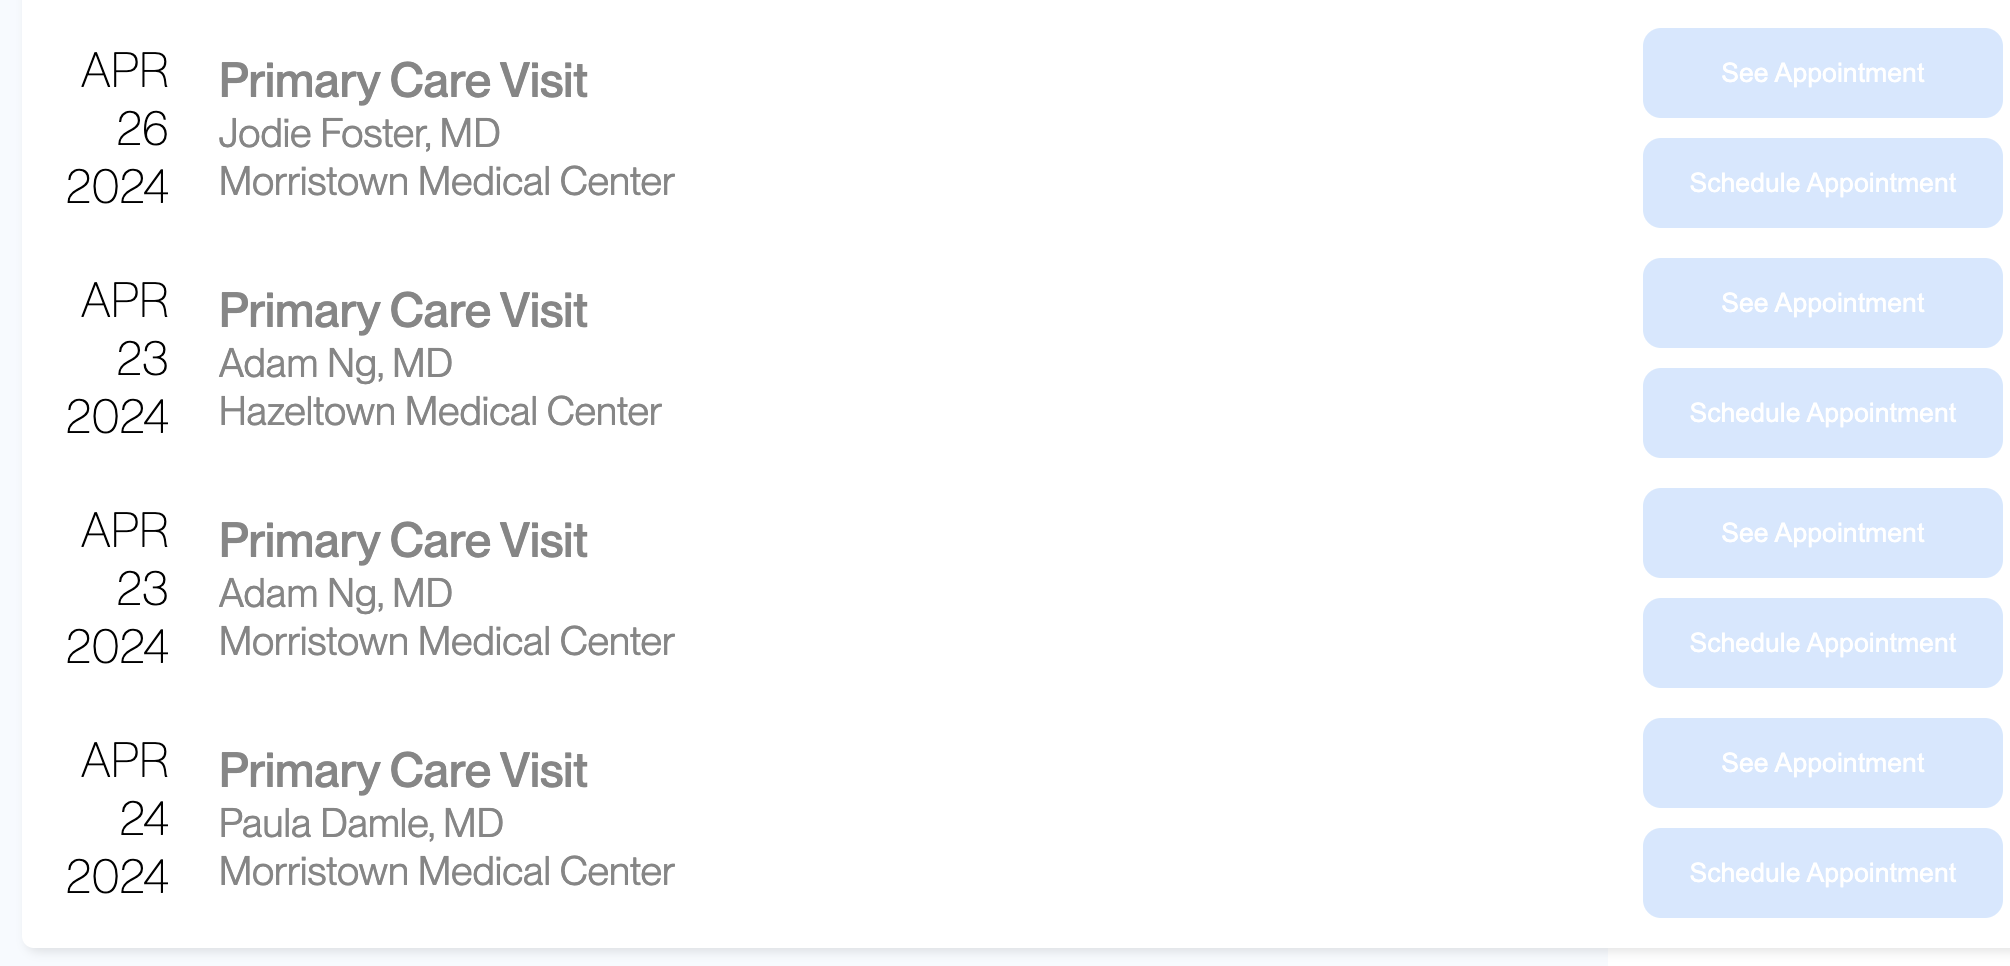 APR
26
2024
Primary Care Visit
Jodie Foster, MD
Morristown Medical Center
See Appointment
Schedule Appointment
APR
23
2024
Primary Care Visit
Adam Ng, MD
Hazeltown Medical Center
See Appointment
Schedule Appointment
APR
23
2024
Primary Care Visit
Adam Ng, MD
Morristown Medical Center
See Appointment
Schedule Appointment
APR
24
2024
Primary Care Visit
Paula Damle, MD
Morristown Medical Center
See Appointment
Schedule Appointment